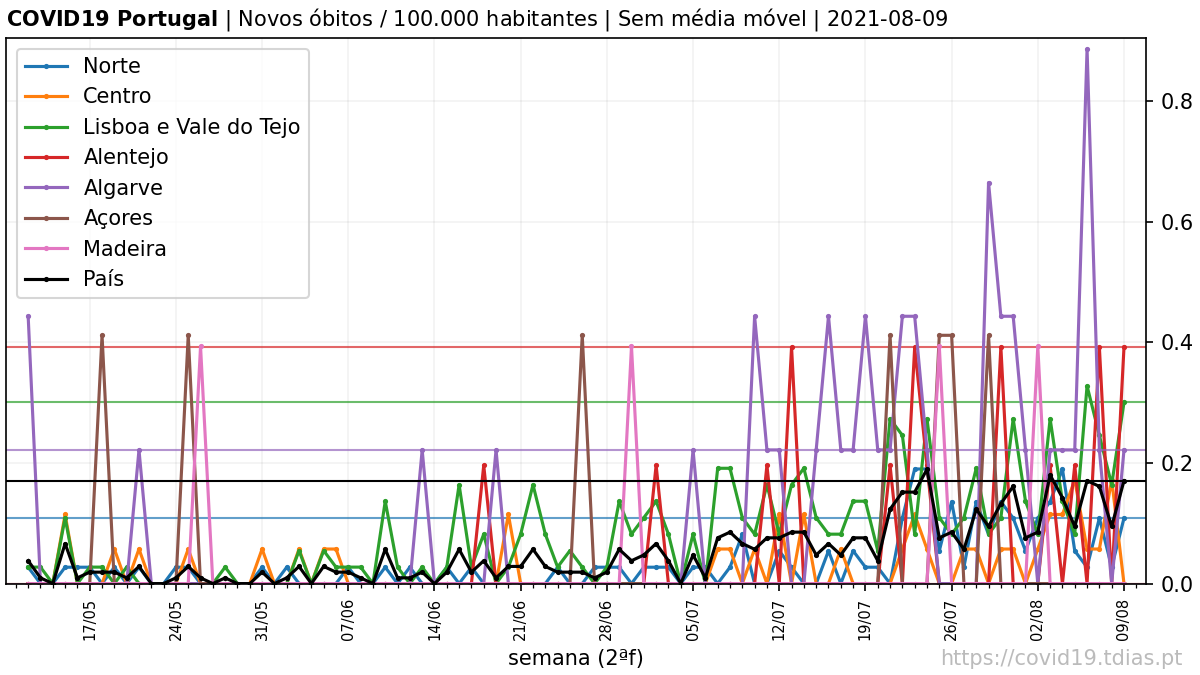 COVID19 Portugal | Novos óbitos / 100.000 habitantes | Sem média móvel | 2021-08-09
Norte
Centro
Lisboa e Vale do Tejo
Alentejo
Algarve
Açores
Madeira
País
0.8
0.6
0.4
0.2
0.0
17/05
24/05
31/05
07/06
14/06
21/06
28/06
05/07
12/07
19/07
26/07
02/08
09/08
semana (2ªf)
https://covid19.tdias.pt